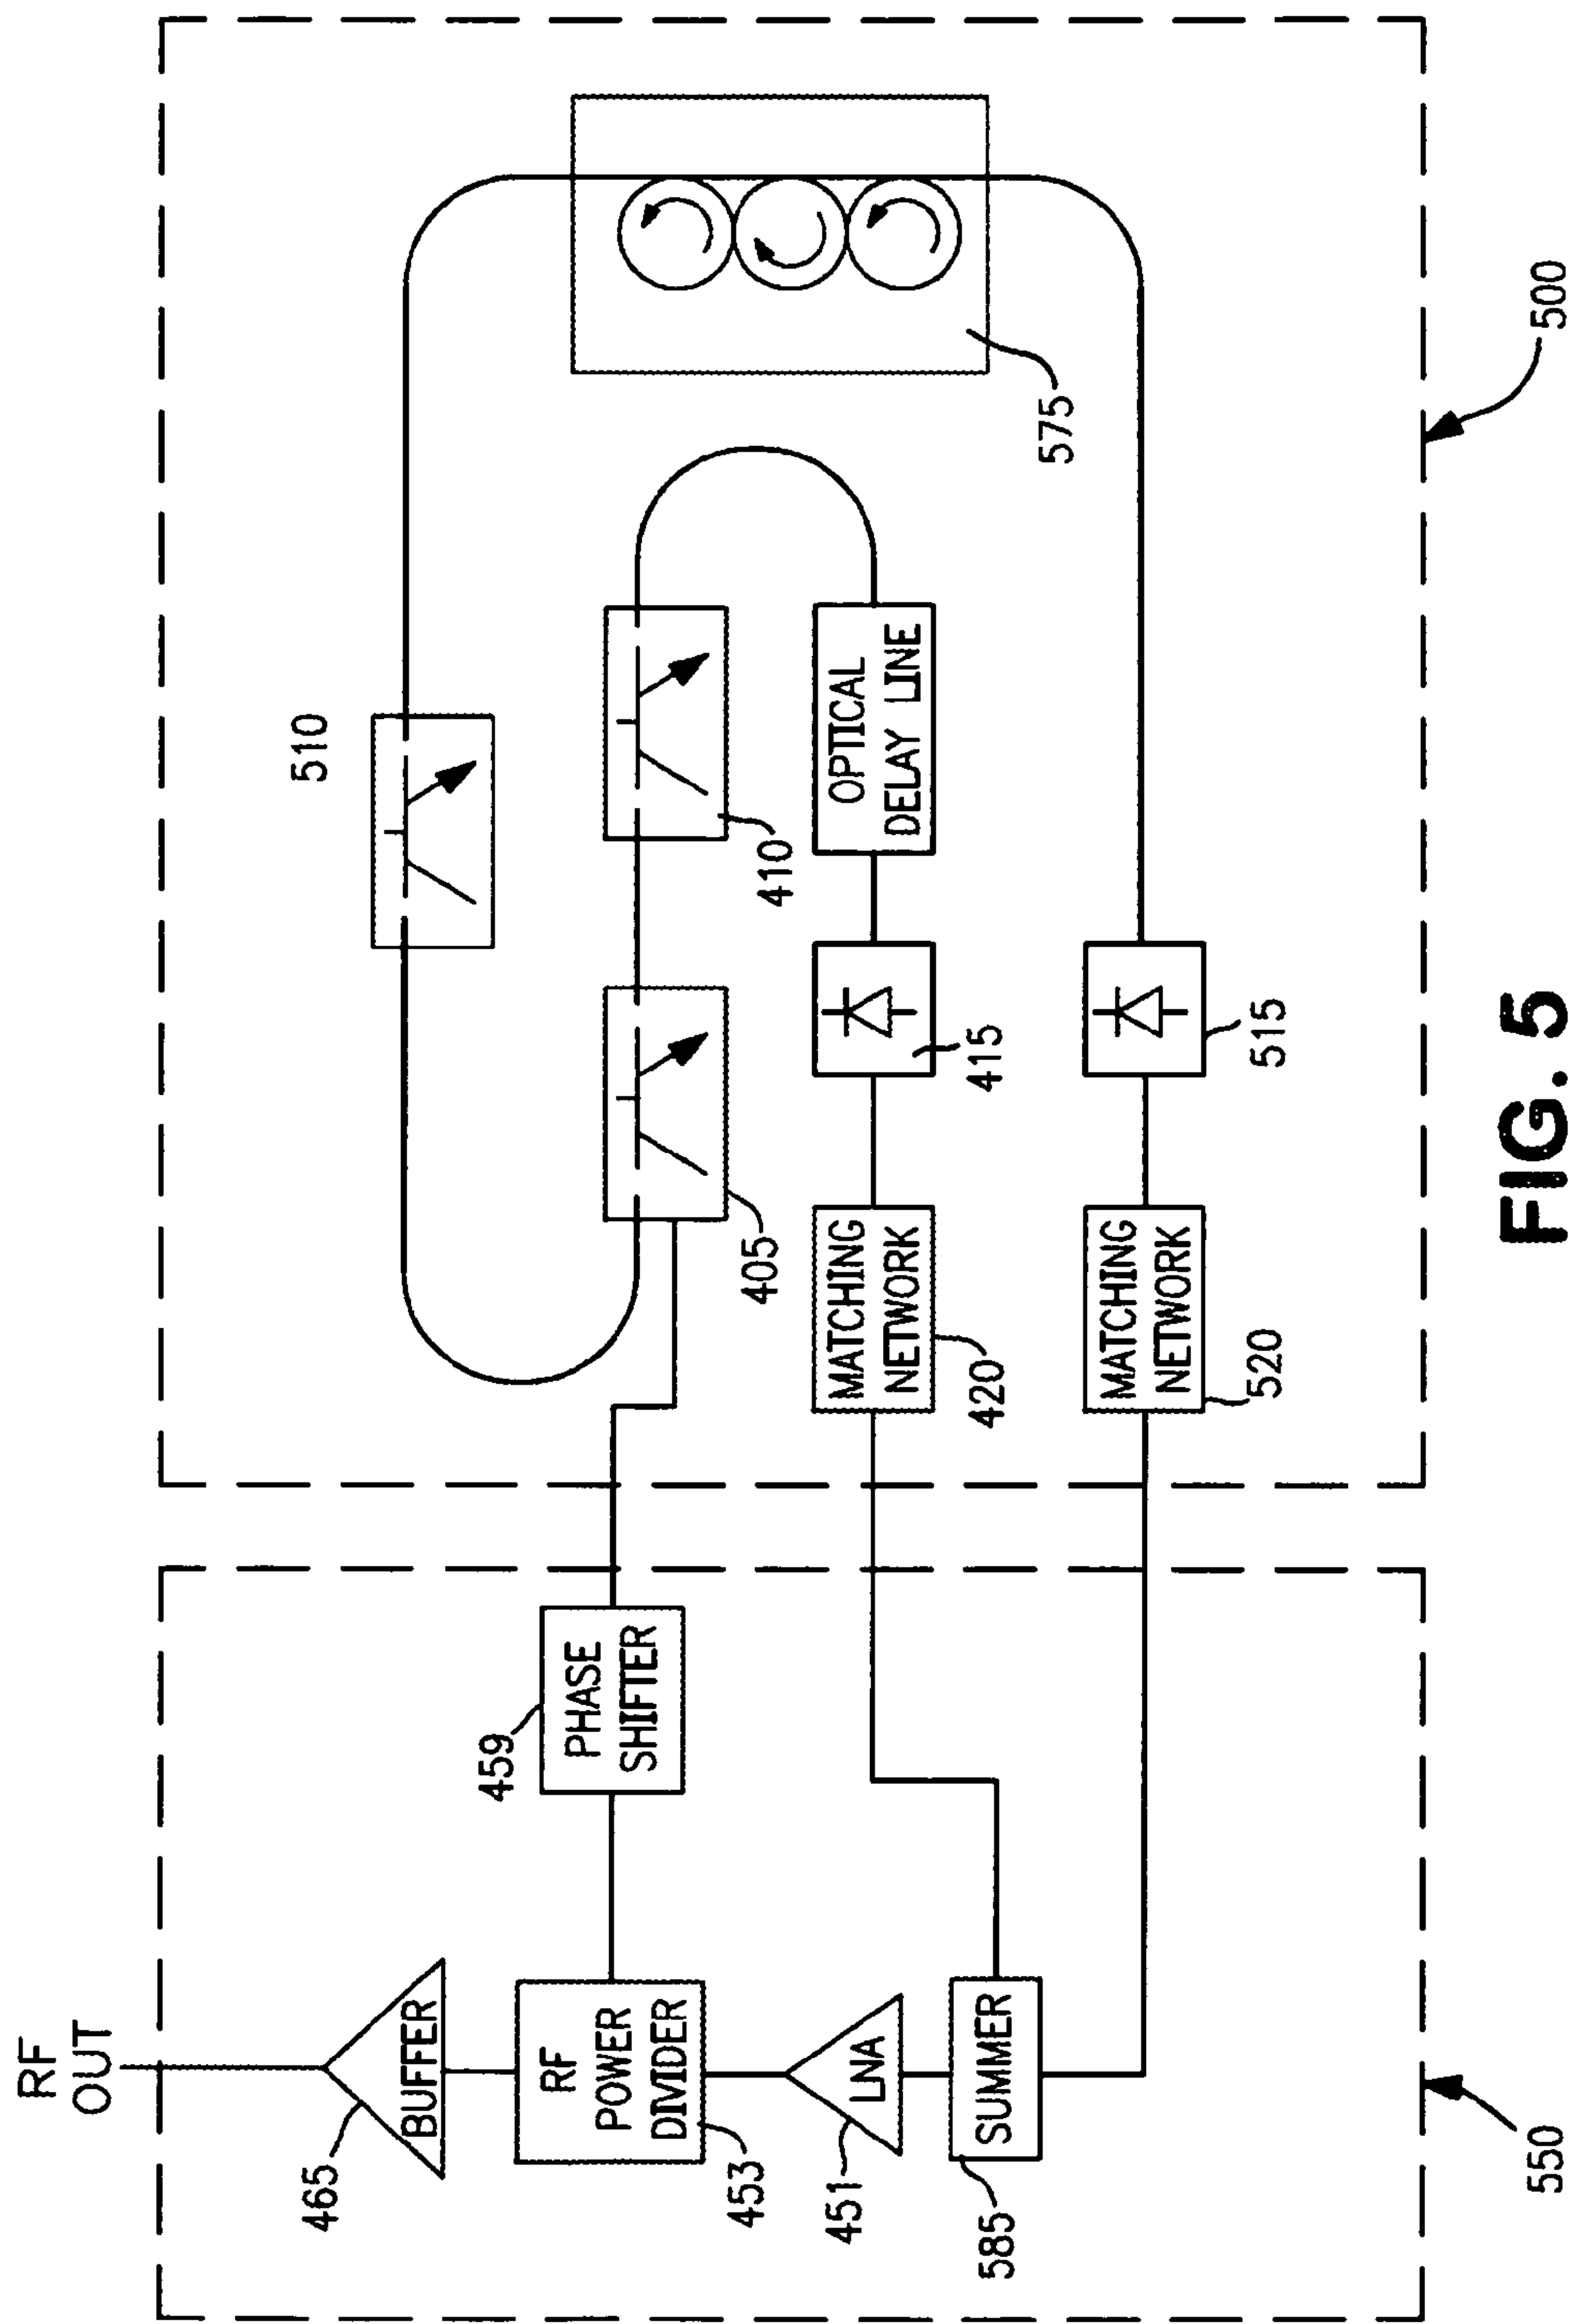 RF
OUT
465
BUFFER
RF
POWER
DIVIDER
453
459
PHASE
SHIFTER
451
LNA
585
SUMMER
550
510
405
410
420
MATCHING
NETWORK
415
OPTICAL
DELAY LINE
520
MATCHING
NETWORK
515
575
500
FIG. 5